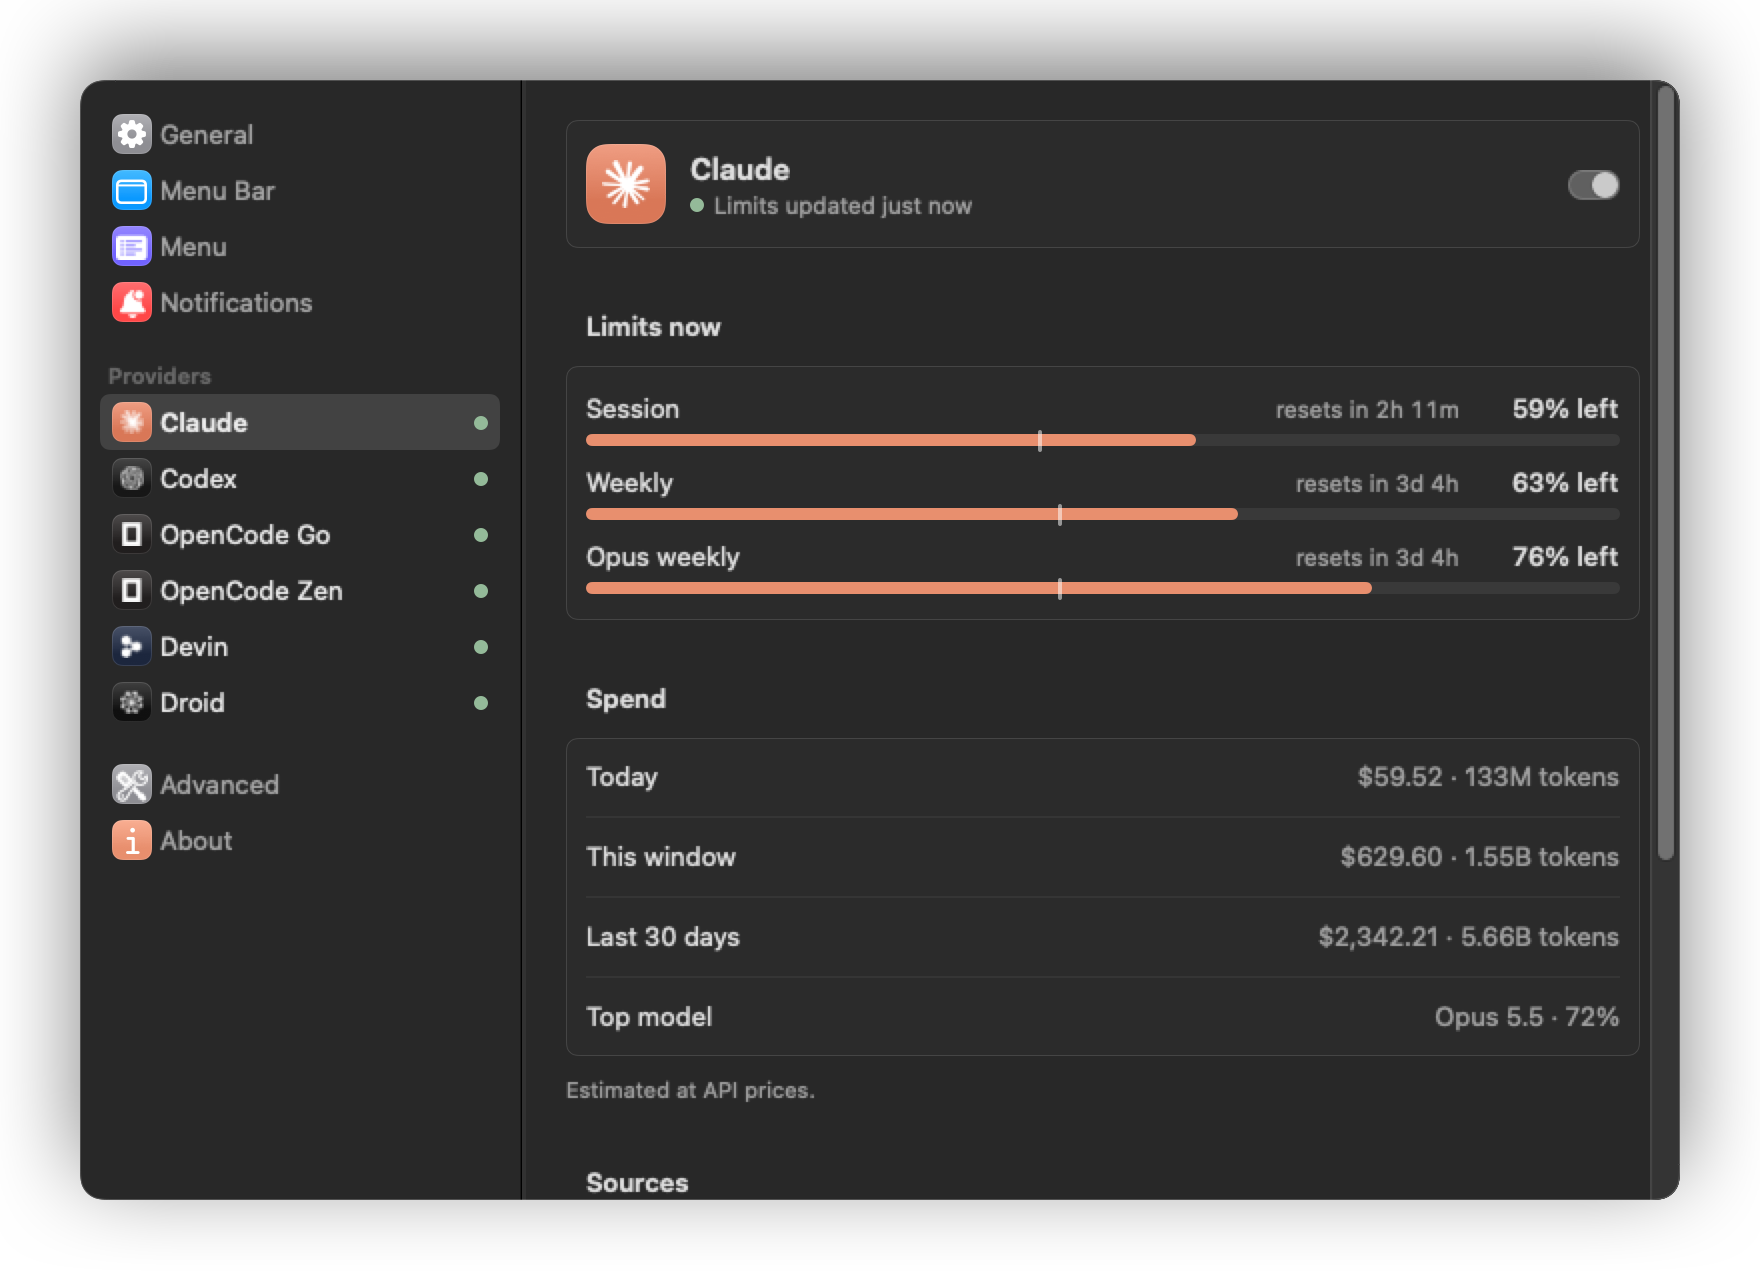 General
Menu Bar
Menu
Notifications
Providers
Claude
Codex
OpenCode Go
OpenCode Zen
Devin
Droid
Advanced
About
Claude
Limits updated just now
Limits now
Session resets in 2h 11m 59% left
Weekly resets in 3d 4h 63% left
Opus weekly resets in 3d 4h 76% left
Spend
Today $59.52 · 133M tokens
This window $629.60 · 1.55B tokens
Last 30 days $2,342.21 · 5.66B tokens
Top model Opus 5.5 · 72%
Estimated at API prices.
Sources